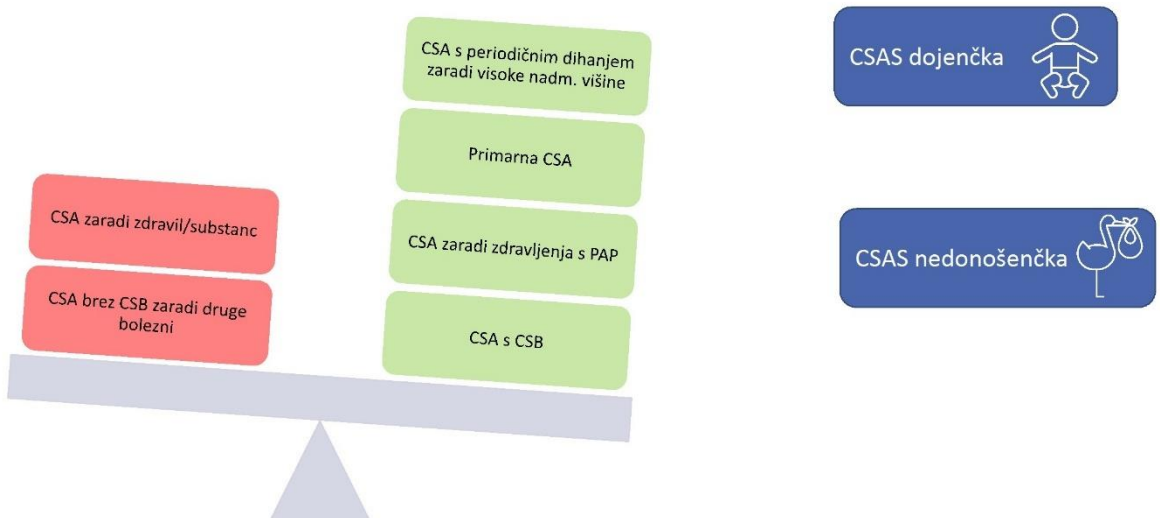 CSA zaradi zdravil/substanc
CSA brez CSB zaradi druge
bolezni
CSA s periodičnim dihanjem
zaradi visoke nadm. višine
Primarna CSA
CSA zaradi zdravljenja s PAP
CSA s CSB
CSAS dojenčka
CSAS nedonošenčka